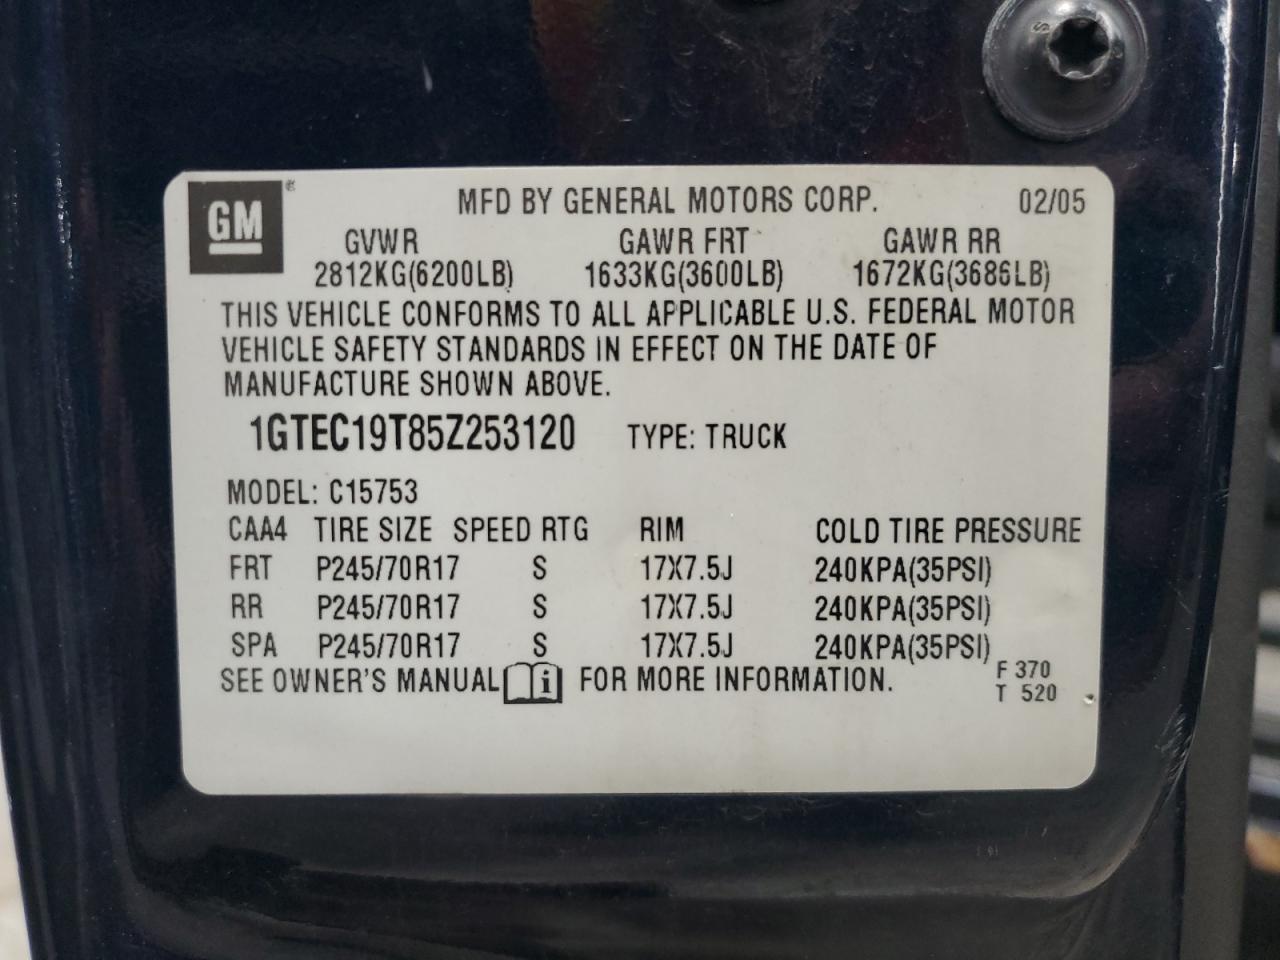 GM® MFD BY GENERAL MOTORS CORP. 02/05
GVWR GAWR FRT GAWR RR
2812KG(6200LB) 1633KG(3600LB) 1672KG(3686LB)
THIS VEHICLE CONFORMS TO ALL APPLICABLE U.S. FEDERAL MOTOR
VEHICLE SAFETY STANDARDS IN EFFECT ON THE DATE OF
MANUFACTURE SHOWN ABOVE.
1GTEC19T85Z253120 TYPE: TRUCK
MODEL: C15753
CAA4 TIRE SIZE SPEED RTG RIM COLD TIRE PRESSURE
FRT P245/70R17 S 17X7.5J 240KPA(35PSI)
RR P245/70R17 S 17X7.5J 240KPA(35PSI)
SPA P245/70R17 S 17X7.5J 240KPA(35PSI)
SEE OWNER'S MANUAL i FOR MORE INFORMATION.
F 370
T 520